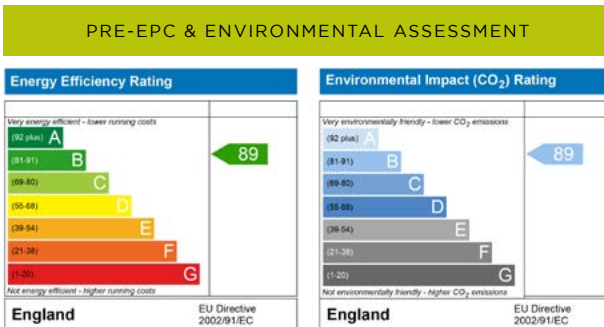 PRE-EPC & ENVIRONMENTAL ASSESSMENT
Energy Efficiency Rating
Very energy efficient - lower running costs
(92 plus) A
(81-91) B
(69-80) C
(55-68) D
(39-54) E
(21-38) F
(1-20) G
89
Not energy efficient - higher running costs
England
EU Directive
2002/91/EC
Environmental Impact (CO₂) Rating
Very environmentally friendly - lower CO₂ emissions
(92 plus) A
(81-91) B
(69-80) C
(55-68) D
(39-54) E
(21-38) F
(1-20) G
89
Not environmentally friendly - higher CO₂ emissions
England
EU Directive
2002/91/EC